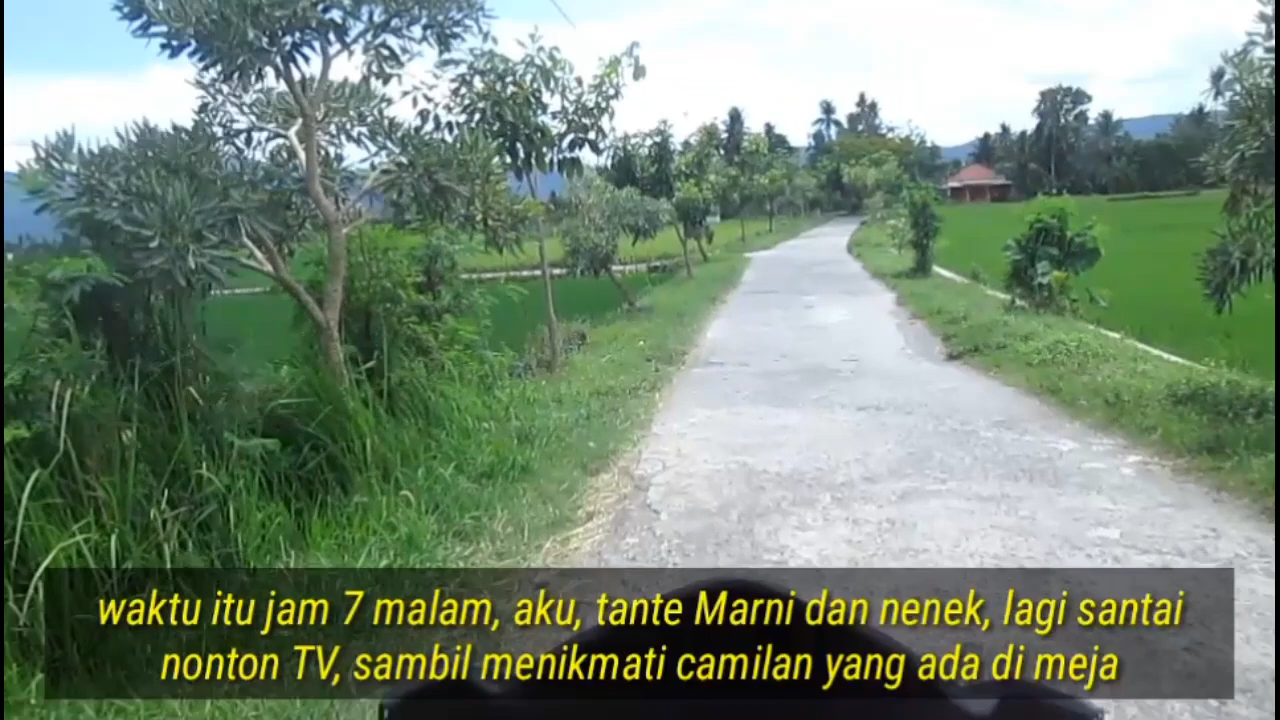 waktu itu jam 7 malam, aku, tante Marni dan nenek, lagi santai
nonton TV, sambil menikmati camilan yang ada di meja